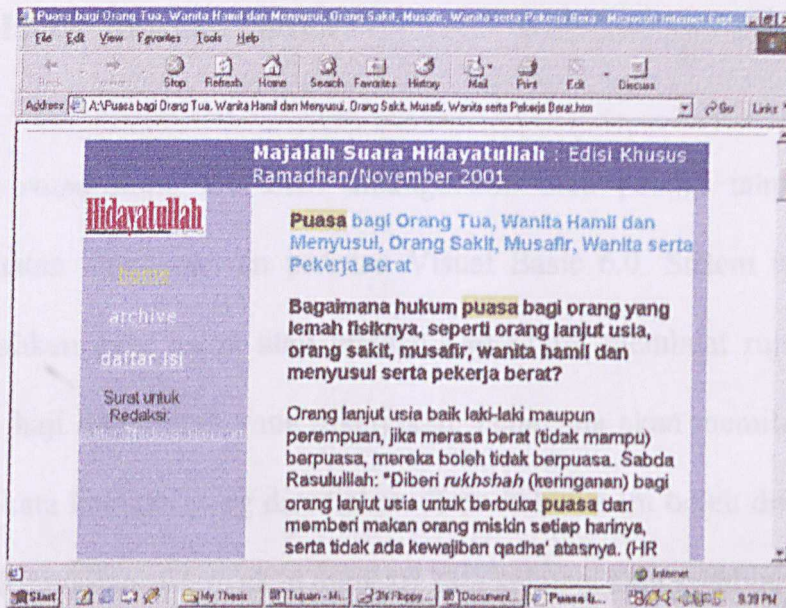 Puasa bagi Orang Tua, Wanita Hamil dan Menyusui, Orang Sakit, Musafir, Wanita serta Pekerja Bera - Microsoft Internet Expl
File Edit View Favorites Tools Help
Stop Refresh Home Search Favorites History Mail Print Edit Discuss
Address A:\Puasa bagi Orang Tua, Wanita Hamil dan Menyusui, Orang Sakit, Musafir, Wanita serta Pekerja Berat.htm Go Links
Majalah Suara Hidayatullah : Edisi Khusus
Ramadhan/November 2001
Hidayatullah
home
archive
daftar isi
Surat untuk
Redaksi:
Puasa bagi Orang Tua, Wanita Hamil dan
Menyusui, Orang Sakit, Musafir, Wanita serta
Pekerja Berat
Bagaimana hukum puasa bagi orang yang
lemah fisiknya, seperti orang lanjut usia,
orang sakit, musafir, wanita hamil dan
menyusui serta pekerja berat?
Orang lanjut usia baik laki-laki maupun
perempuan, jika merasa berat (tidak mampu)
berpuasa, mereka boleh tidak berpuasa. Sabda
Rasulullah: "Diberi rukhshah (keringanan) bagi
orang lanjut usia untuk berbuka puasa dan
memberi makan orang miskin setiap harinya,
serta tidak ada kewajiban qadha' atasnya. (HR
Internet
Start My Thesis Tujuan - Mi... 3½ Floppy... Document... Puasa b... 9:39 PM